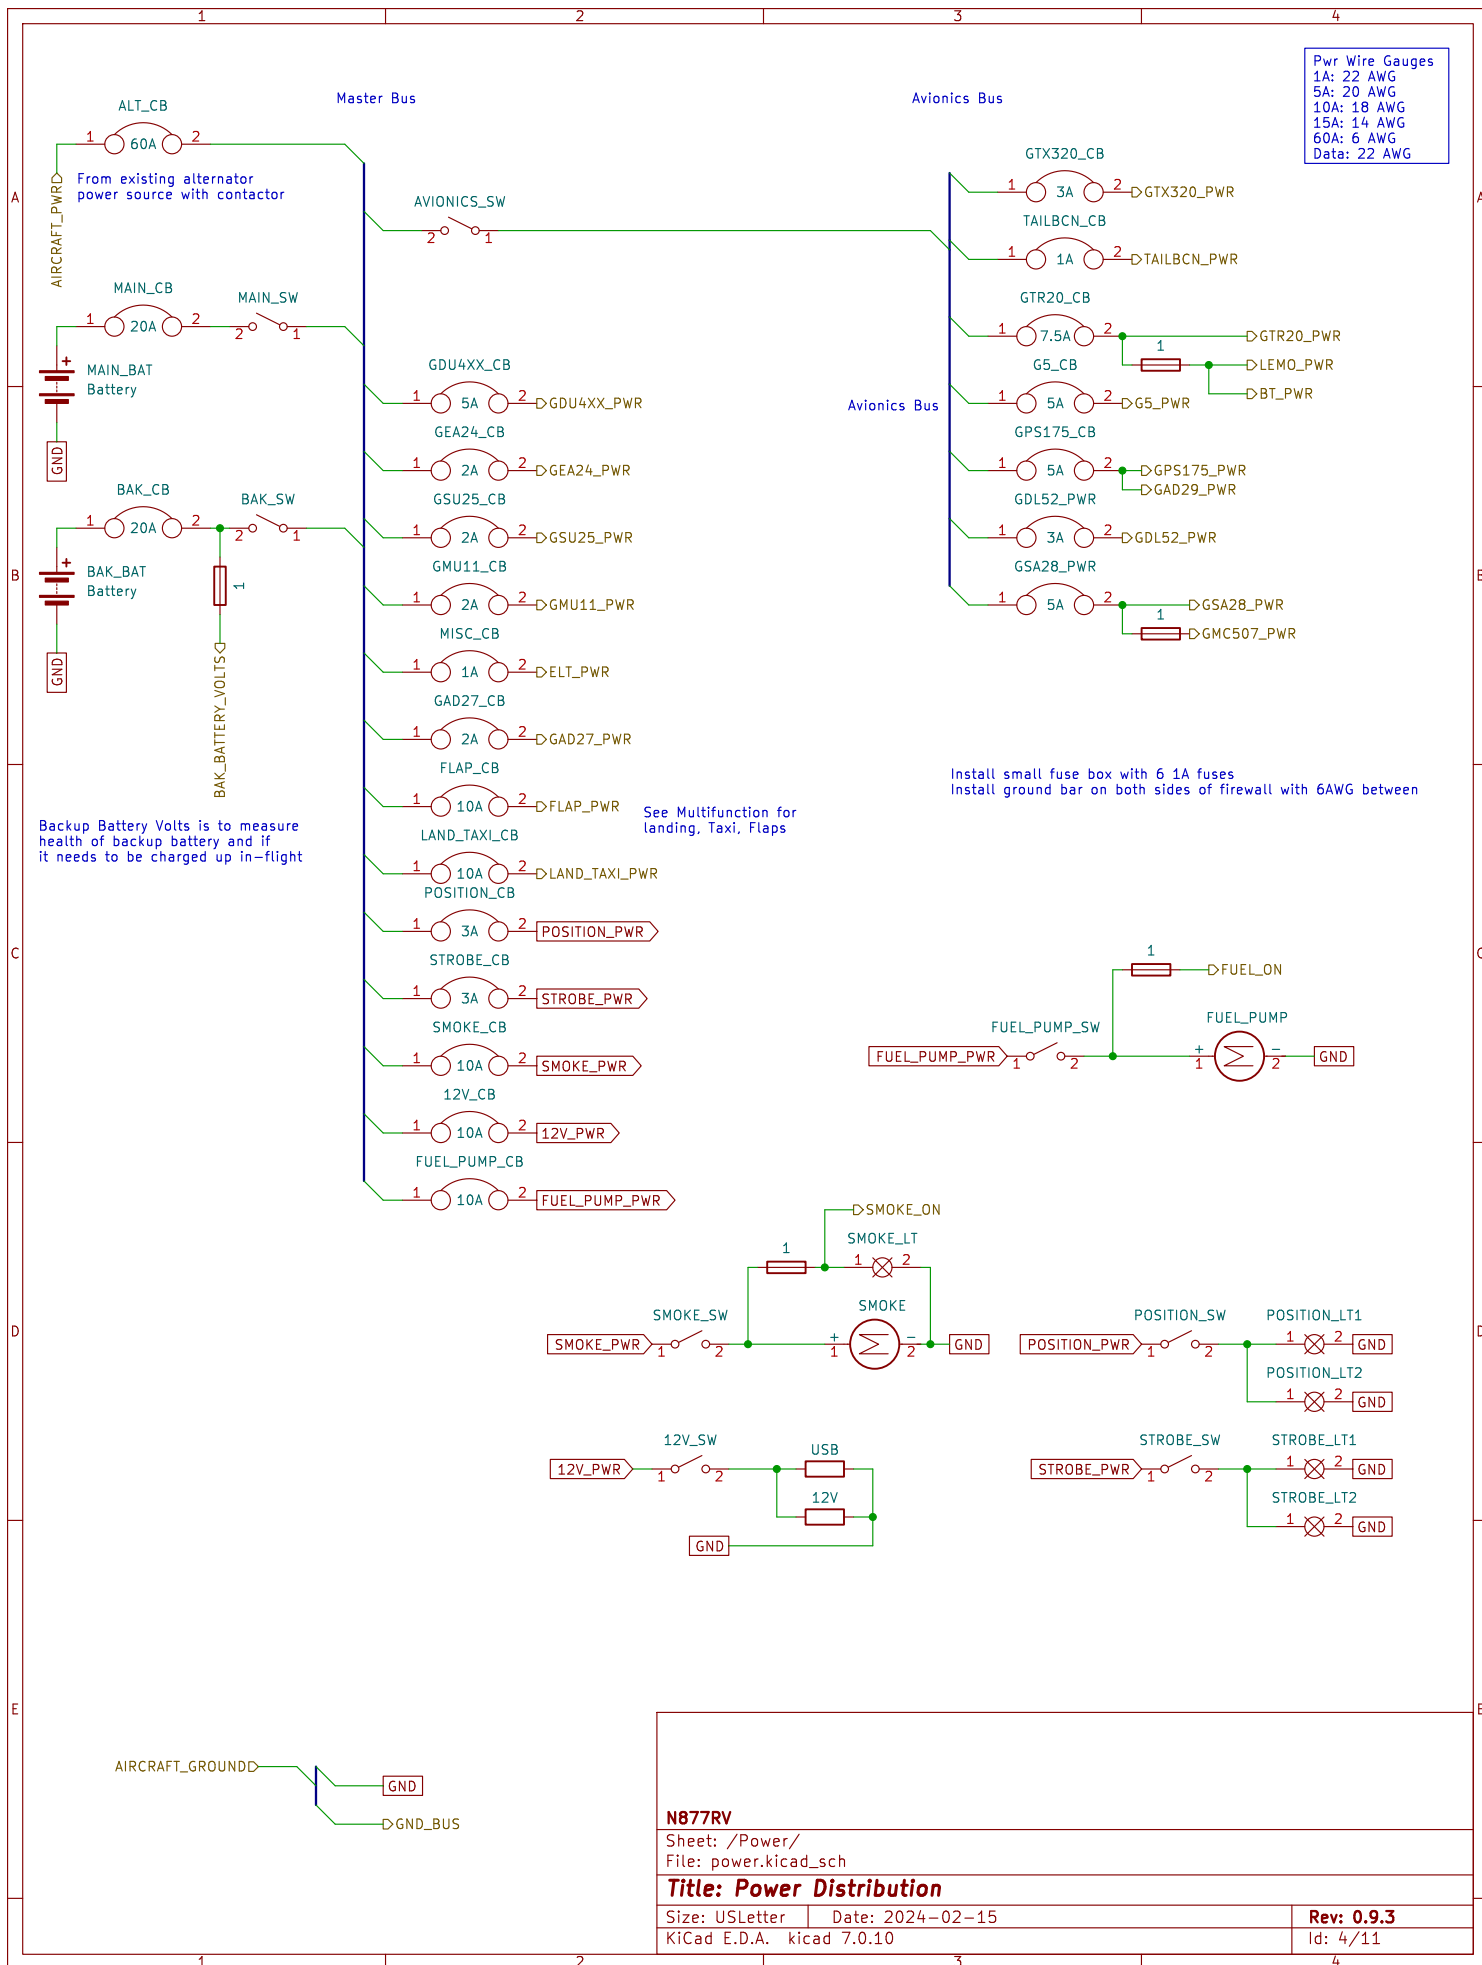 1 2 3 4
Pwr Wire Gauges
1A: 22 AWG
5A: 20 AWG
10A: 18 AWG
15A: 14 AWG
60A: 6 AWG
Data: 22 AWG
Master Bus
Avionics Bus
ALT_CB
1 60A 2
From existing alternator
power source with contactor
AIRCRAFT_PWR
A
A
AVIONICS_SW
2 1
GTX320_CB
1 3A 2 GTX320_PWR
TAILBCN_CB
1 1A 2 TAILBCN_PWR
MAIN_CB
1 20A 2
MAIN_SW
2 1
+
MAIN_BAT
Battery
GND
GTR20_CB
1 7.5A 2 GTR20_PWR
1
LEMO_PWR
BT_PWR
G5_CB
Avionics Bus
1 5A 2 G5_PWR
GPS175_CB
1 5A 2 GPS175_PWR
GAD29_PWR
GDL52_PWR
1 3A 2 GDL52_PWR
GSA28_PWR
1 5A 2 GSA28_PWR
1
GMC507_PWR
GDU4XX_CB
1 5A 2 GDU4XX_PWR
GEA24_CB
1 2A 2 GEA24_PWR
GSU25_CB
1 2A 2 GSU25_PWR
GMU11_CB
1 2A 2 GMU11_PWR
MISC_CB
1 1A 2 ELT_PWR
GAD27_CB
1 2A 2 GAD27_PWR
FLAP_CB
1 10A 2 FLAP_PWR
LAND_TAXI_CB
1 10A 2 LAND_TAXI_PWR
POSITION_CB
1 3A 2 POSITION_PWR
STROBE_CB
1 3A 2 STROBE_PWR
SMOKE_CB
1 10A 2 SMOKE_PWR
12V_CB
1 10A 2 12V_PWR
FUEL_PUMP_CB
1 10A 2 FUEL_PUMP_PWR
BAK_CB
1 20A 2
BAK_SW
2 1
+
BAK_BAT
Battery
1
GND
BAK_BATTERY_VOLTS
B
B
Backup Battery Volts is to measure
health of backup battery and if
it needs to be charged up in-flight
See Multifunction for
landing, Taxi, Flaps
Install small fuse box with 6 1A fuses
Install ground bar on both sides of firewall with 6AWG between
C
C
1
FUEL_ON
FUEL_PUMP_SW
FUEL_PUMP
FUEL_PUMP_PWR 1 2 + 1 - 2 GND
SMOKE_ON
1
SMOKE_LT
1 2
SMOKE_SW
SMOKE
SMOKE_PWR 1 2 + 1 - 2 GND
D
D
POSITION_SW
POSITION_LT1
POSITION_PWR 1 2 1 2 GND
POSITION_LT2
1 2 GND
12V_SW
USB
12V_PWR 1 2
12V
GND
STROBE_SW
STROBE_LT1
STROBE_PWR 1 2 1 2 GND
STROBE_LT2
1 2 GND
E
E
AIRCRAFT_GROUND
GND
GND_BUS
N877RV
Sheet: /Power/
File: power.kicad_sch
Title: Power Distribution
Size: USLetter Date: 2024-02-15 Rev: 0.9.3
KiCad E.D.A. kicad 7.0.10 Id: 4/11
1 2 3 4